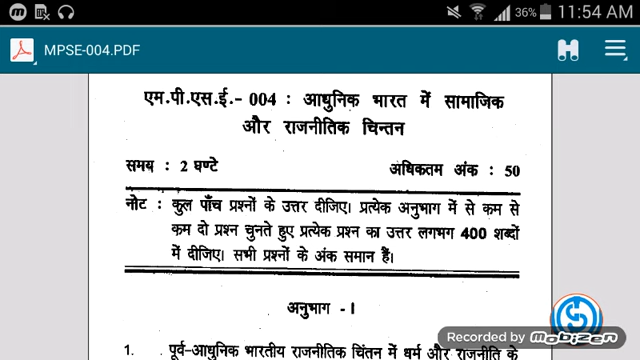 36% 11:54 AM
MPSE-004.PDF
एम.पी.एस.ई.- 004 : आधुनिक भारत में सामाजिक
और राजनीतिक चिन्तन
समय : 2 घण्टे अधिकतम अंक : 50
नोट : कुल पाँच प्रश्नों के उत्तर दीजिए। प्रत्येक अनुभाग में से कम से
कम दो प्रश्न चुनते हुए प्रत्येक प्रश्न का उत्तर लगभग 400 शब्दों
में दीजिए। सभी प्रश्नों के अंक समान हैं।
अनुभाग - I
1. पूर्व-आधुनिक भारतीय राजनीतिक चिंतन में धर्म और राजनीति के
Recorded by
MOBIZEN